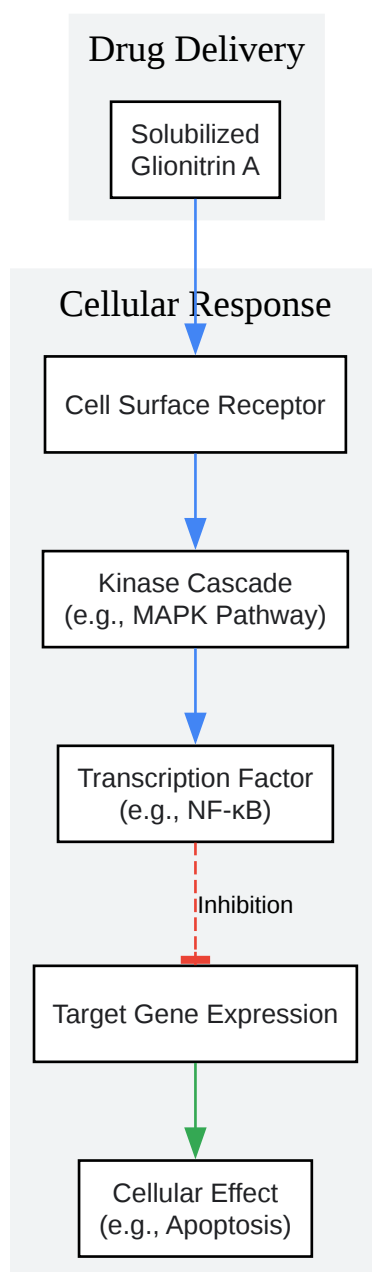 Drug Delivery
Solubilized
Glionitrin A
Cellular Response
Cell Surface Receptor
Kinase Cascade
(e.g., MAPK Pathway)
Transcription Factor
(e.g., NF-κB)
Inhibition
Target Gene Expression
Cellular Effect
(e.g., Apoptosis)